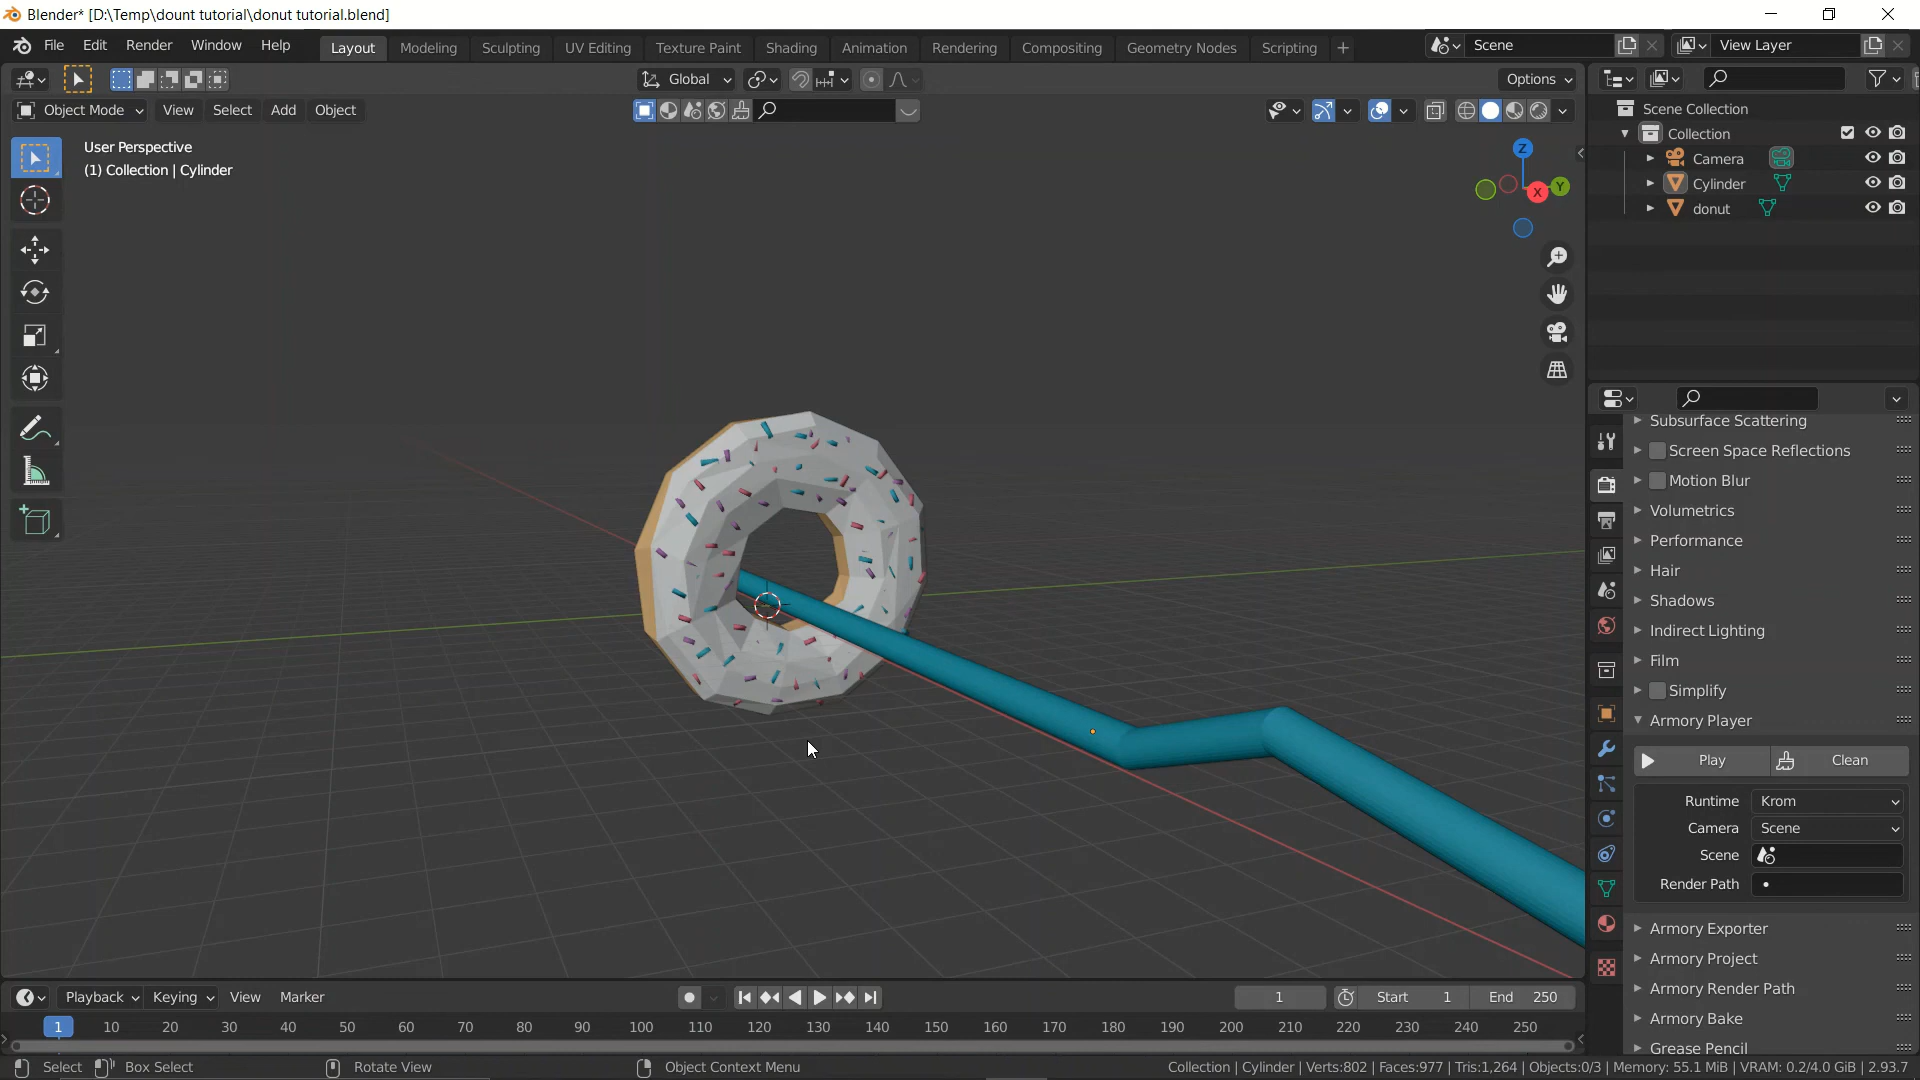 Blender* [D:\Temp\dount tutorial\donut tutorial.blend]
File Edit Render Window Help Layout Modeling Sculpting UV Editing Texture Paint Shading Animation Rendering Compositing Geometry Nodes Scripting + Scene View Layer
Global Options
Object Mode View Select Add Object
User Perspective
(1) Collection | Cylinder
Z
Y
X
Scene Collection
Collection
Camera
Cylinder
donut
Subsurface Scattering
Screen Space Reflections
Motion Blur
Volumetrics
Performance
Hair
Shadows
Indirect Lighting
Film
Simplify
Armory Player
Play Clean
Runtime Krom
Camera Scene
Scene
Render Path
Armory Exporter
Armory Project
Armory Render Path
Armory Bake
Grease Pencil
Playback Keying View Marker 1 Start 1 End 250
1 10 20 30 40 50 60 70 80 90 100 110 120 130 140 150 160 170 180 190 200 210 220 230 240 250
Select Box Select Rotate View Object Context Menu Collection | Cylinder | Verts:802 | Faces:977 | Tris:1,264 | Objects:0/3 | Memory: 55.1 MiB | VRAM: 0.2/4.0 GiB | 2.93.7